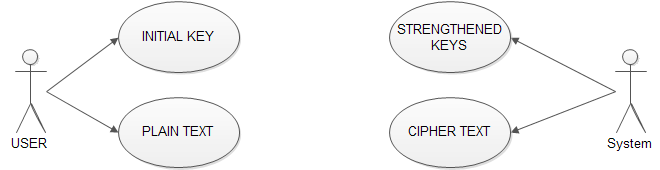 INITIAL KEY
STRENGTHENED
KEYS
PLAIN TEXT
CIPHER TEXT
USER
System